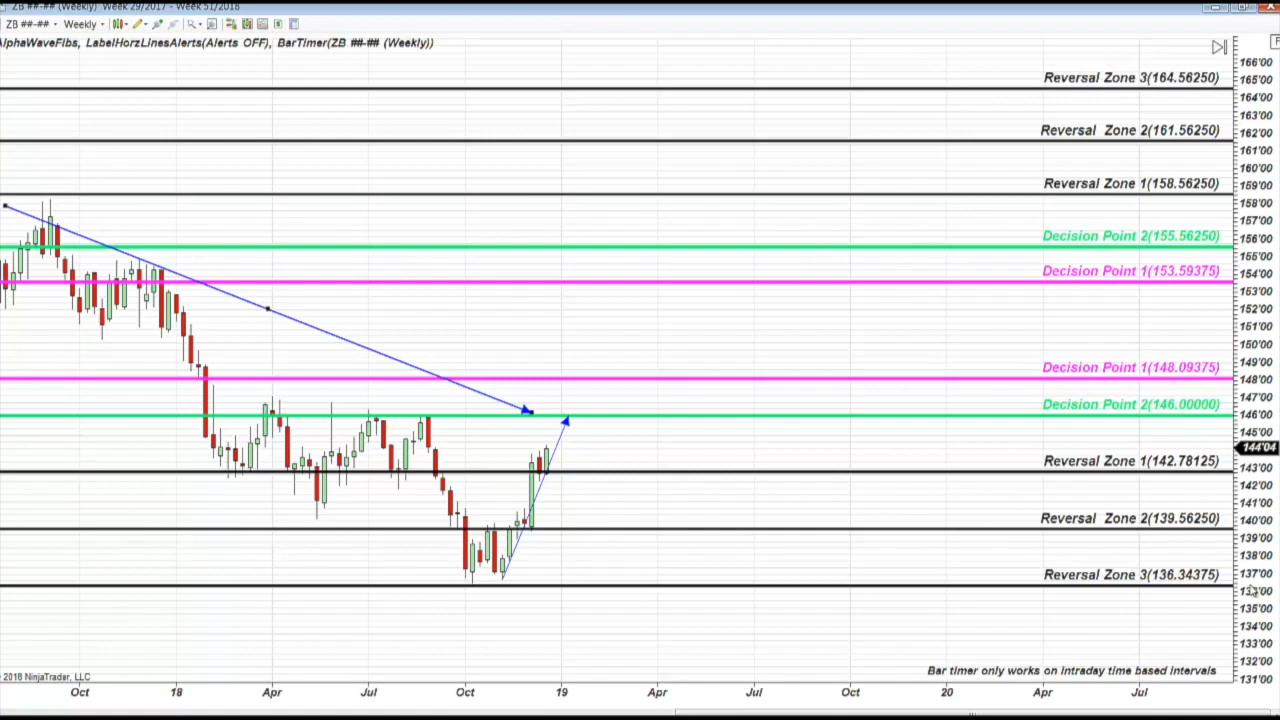 ZB ##-## (Weekly) Week 29/2017 - Week 51/2018
ZB ##-## Weekly
AlphaWaveFibs, LabelHorzLinesAlerts(Alerts OFF), BarTimer(ZB ##-## (Weekly))
F
166'00
Reversal Zone 3(164.56250)
165'00
164'00
163'00
Reversal Zone 2(161.56250)
162'00
161'00
160'00
Reversal Zone 1(158.56250)
159'00
158'00
157'00
Decision Point 2(155.56250)
156'00
155'00
Decision Point 1(153.59375)
154'00
153'00
152'00
151'00
150'00
149'00
Decision Point 1(148.09375)
148'00
147'00
Decision Point 2(146.00000)
146'00
145'00
144'04
Reversal Zone 1(142.78125)
143'00
142'00
141'00
Reversal Zone 2(139.56250)
140'00
139'00
138'00
Reversal Zone 3(136.34375)
137'00
135'00
134'00
133'00
132'00
Bar timer only works on intraday time based intervals
© 2018 NinjaTrader, LLC
131'00
Oct 18 Apr Jul Oct 19 Apr Jul Oct 20 Apr Jul